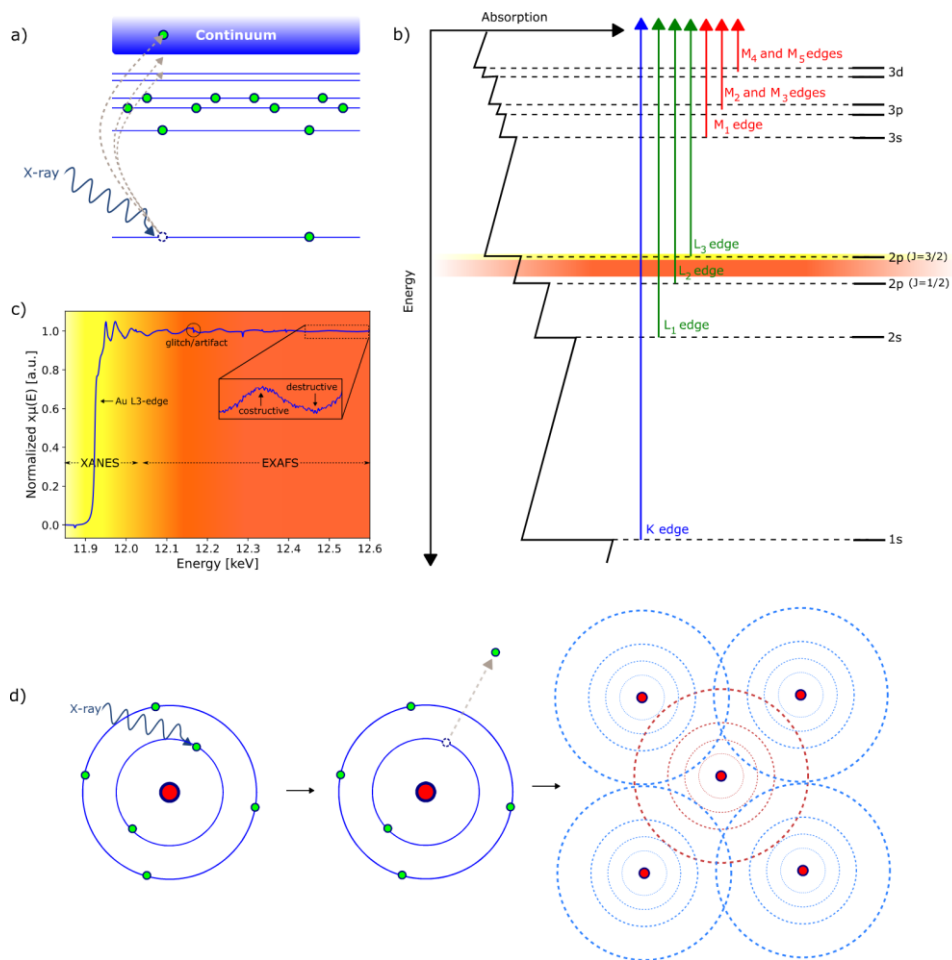 a)
Continuum
X-ray
b)
Absorption
Energy
M4 and M5 edges
M2 and M3 edges
M1 edge
L3 edge
L2 edge
L1 edge
K edge
3d
3p
3s
2p (J=3/2)
2p (J=1/2)
2s
1s
c)
Normalized xμ(E) [a.u.]
1.0
0.8
0.6
0.4
0.2
0.0
glitch/artifact
Au L3-edge
destructive
costructive
XANES
EXAFS
11.9 12.0 12.1 12.2 12.3 12.4 12.5 12.6
Energy [keV]
d)
X-ray